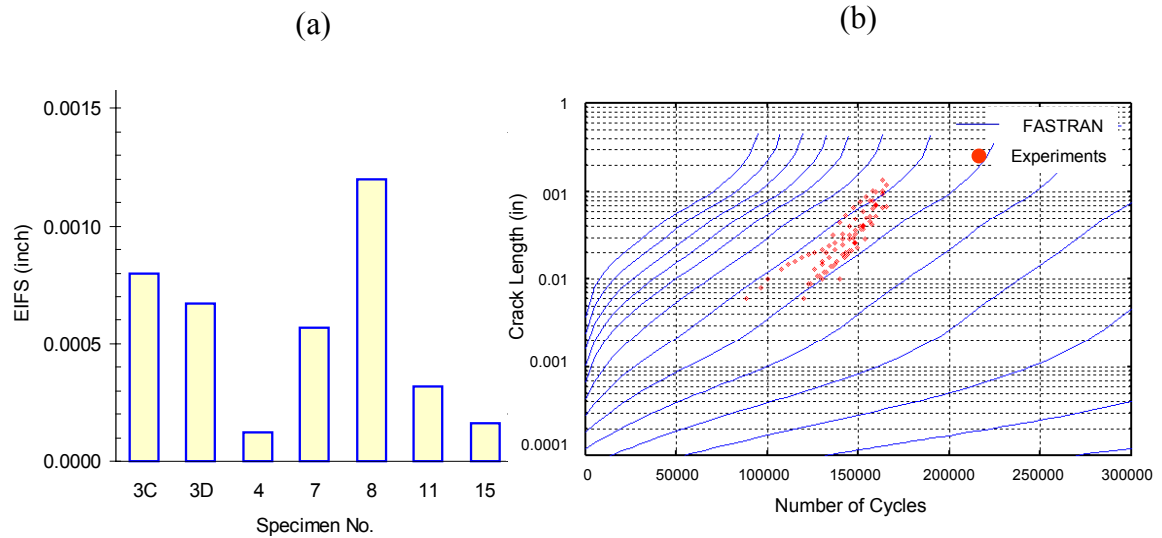 (a)
(b)
EIFS (inch)
0.0015
0.0010
0.0005
0.0000
3C 3D 4 7 8 11 15
Specimen No.
Crack Length (in)
1
0.001
0.01
0.001
0.0001
FASTRAN
Experiments
0 50000 100000 150000 200000 250000 300000
Number of Cycles